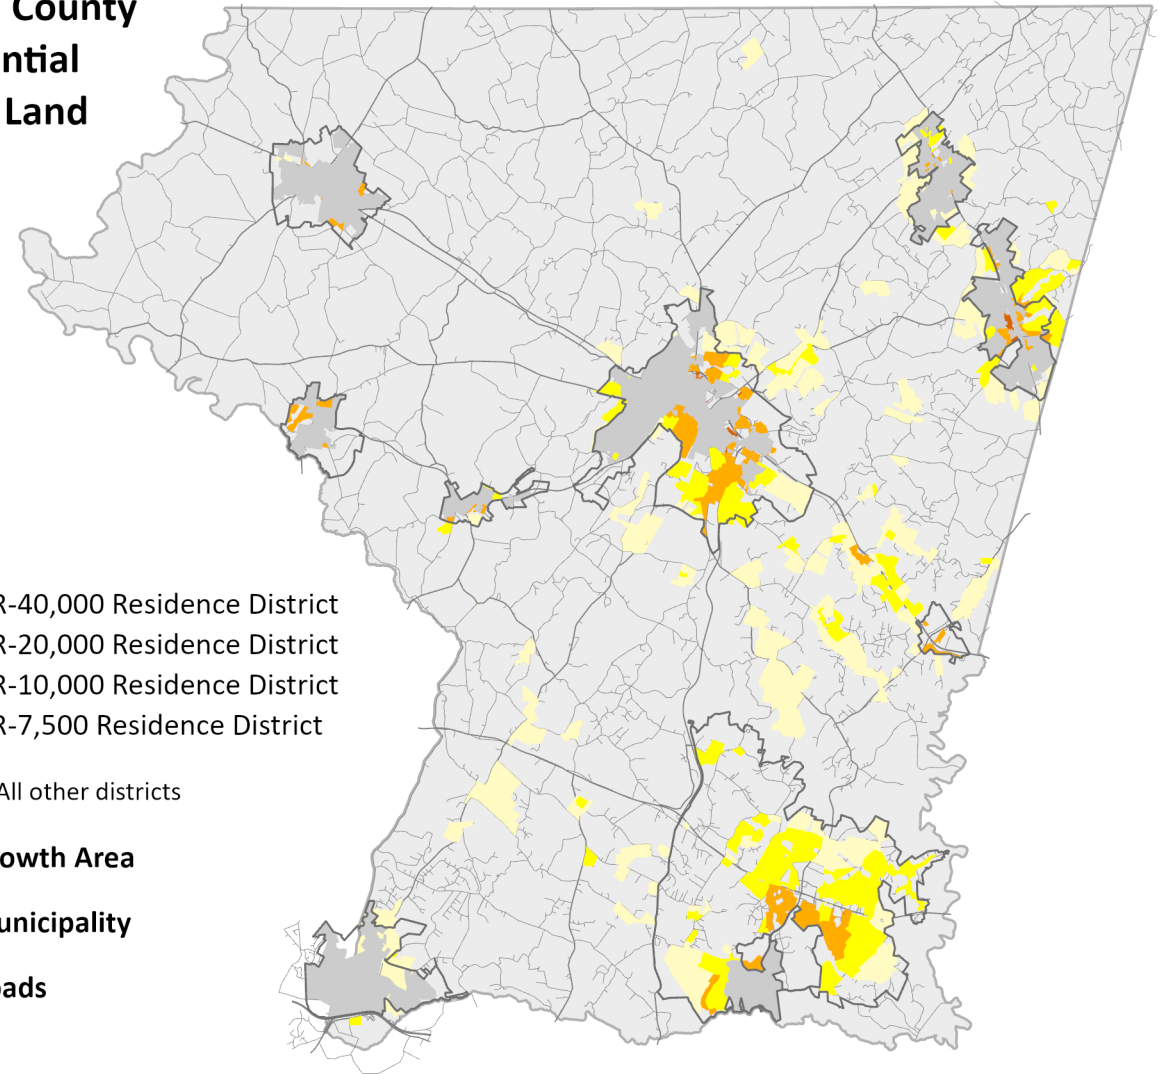 County
ntial
Land
R-40,000 Residence District
R-20,000 Residence District
R-10,000 Residence District
R-7,500 Residence District
All other districts
owth Area
unicipality
oads